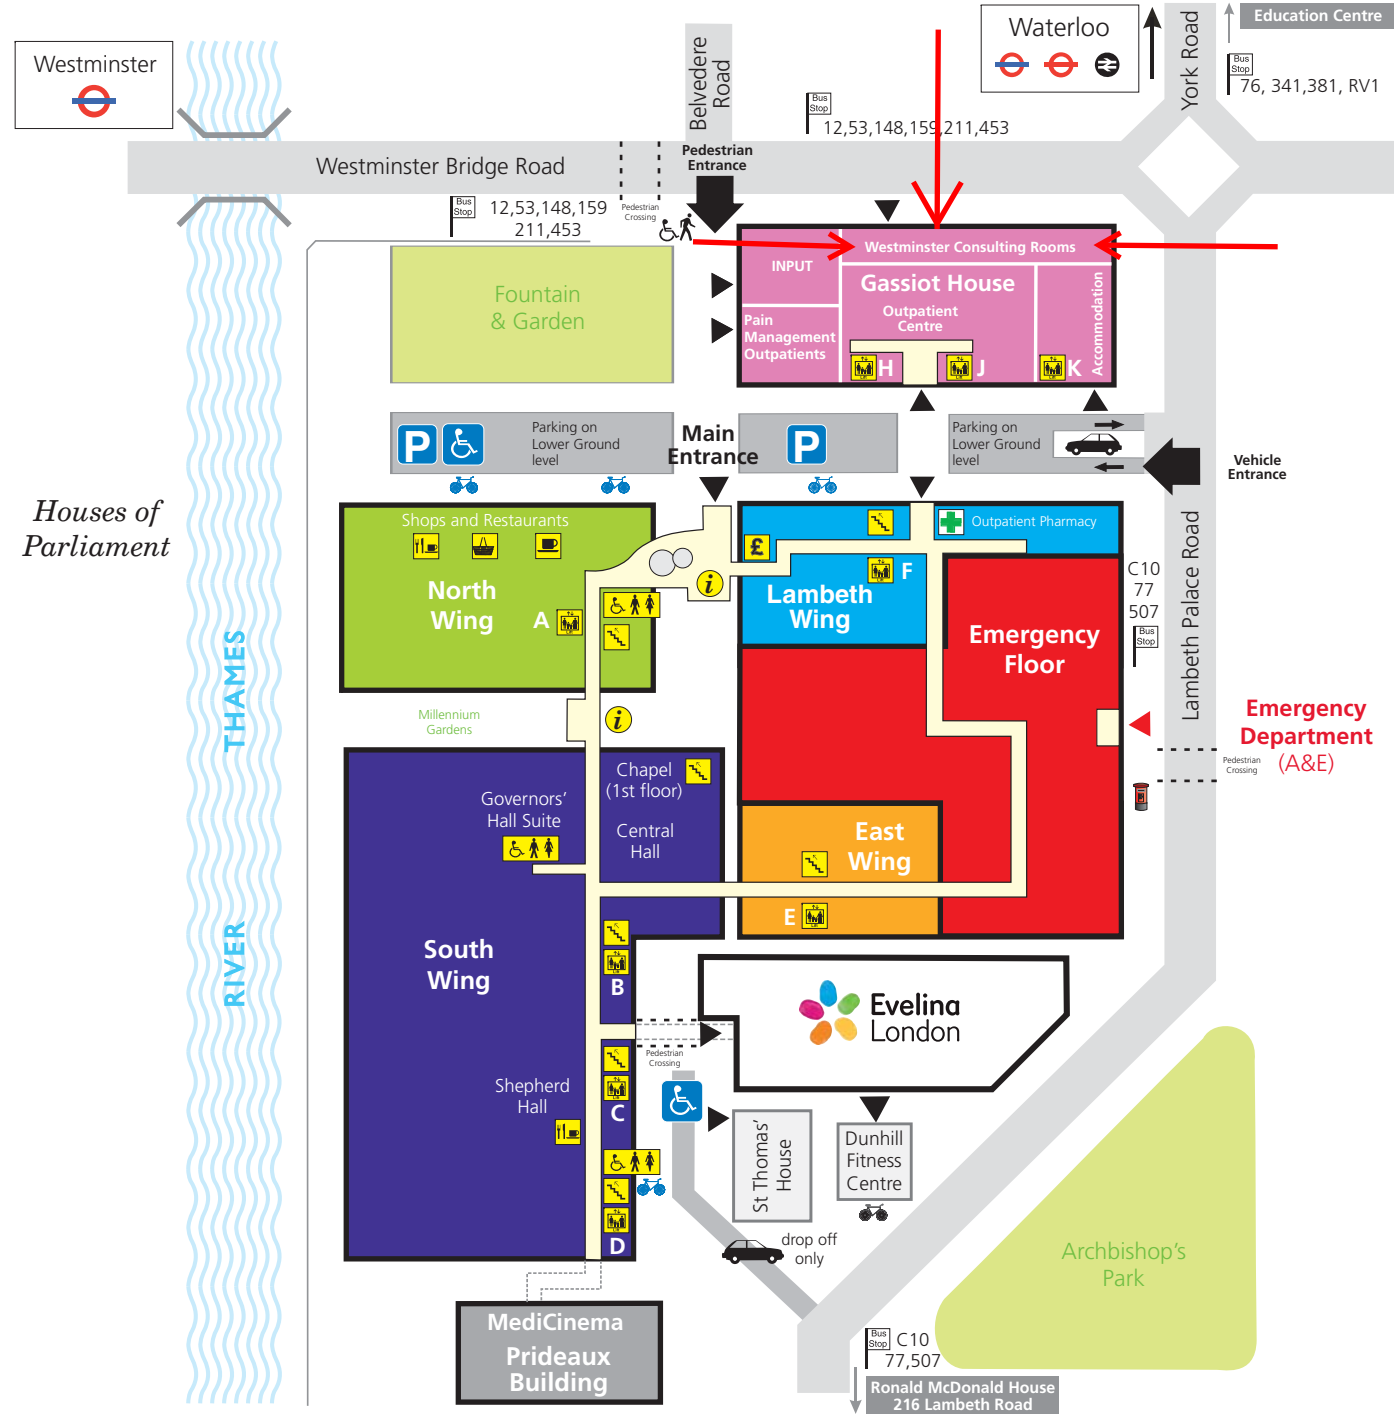 Westminster
Belvedere
Road
Waterloo
York Road
Education Centre
Bus
Stop
76, 341,381, RV1
Bus
Stop
12,53,148,159,211,453
Pedestrian
Entrance
Westminster Bridge Road
Bus
Stop
12,53,148,159
211,453
Pedestrian
Crossing
Westminster Consulting Rooms
INPUT
Gassiot House
Outpatient
Centre
Pain
Management
Outpatients
Accommodation
H
J
K
Fountain
& Garden
P
Parking on
Lower Ground
level
Main
Entrance
P
Parking on
Lower Ground
level
Vehicle
Entrance
Houses of
Parliament
Shops and Restaurants
North
Wing
A
i
£
Outpatient Pharmacy
F
Lambeth
Wing
Emergency
Floor
C10
77
507
Bus
Stop
Lambeth Palace Road
Emergency
Department
(A&E)
Pedestrian
Crossing
RIVER THAMES
Millennium
Gardens
i
Chapel
(1st floor)
Governors’
Hall Suite
Central
Hall
East
Wing
E
South
Wing
B
Evelina
London
Pedestrian
Crossing
Shepherd
Hall
C
D
St Thomas’
House
Dunhill
Fitness
Centre
drop off
only
Archbishop’s
Park
MediCinema
Prideaux
Building
Bus
Stop
C10
77,507
Ronald McDonald House
216 Lambeth Road